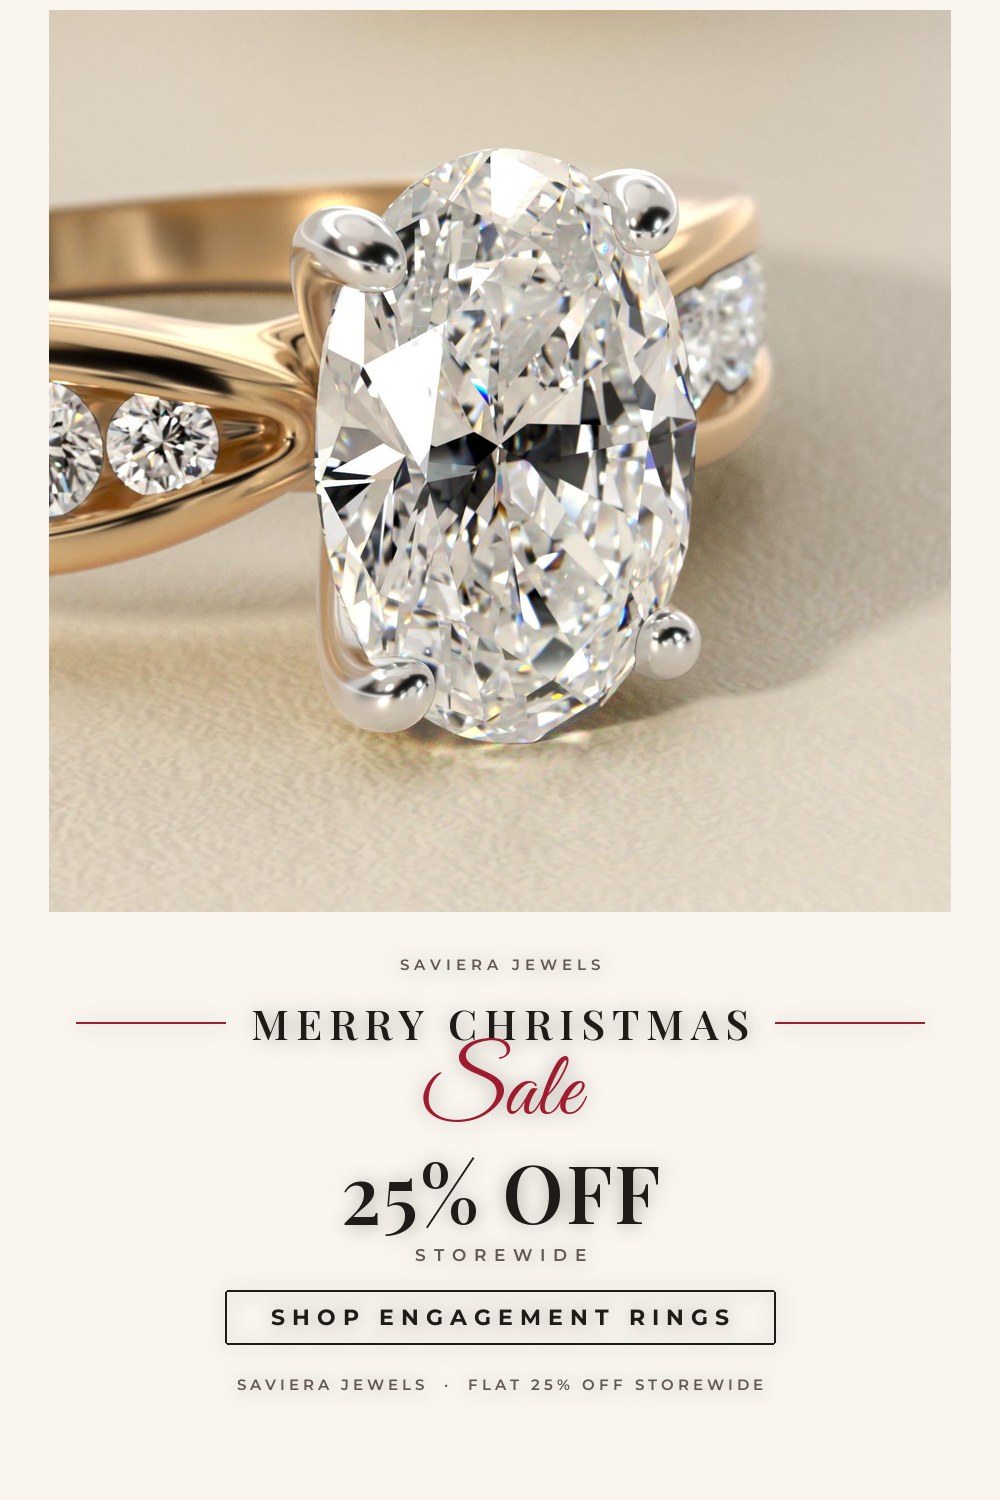 SAVIERA JEWELS
MERRY CHRISTMAS
Sale
25% OFF
STOREWIDE
SHOP ENGAGEMENT RINGS
SAVIERA JEWELS · FLAT 25% OFF STOREWIDE